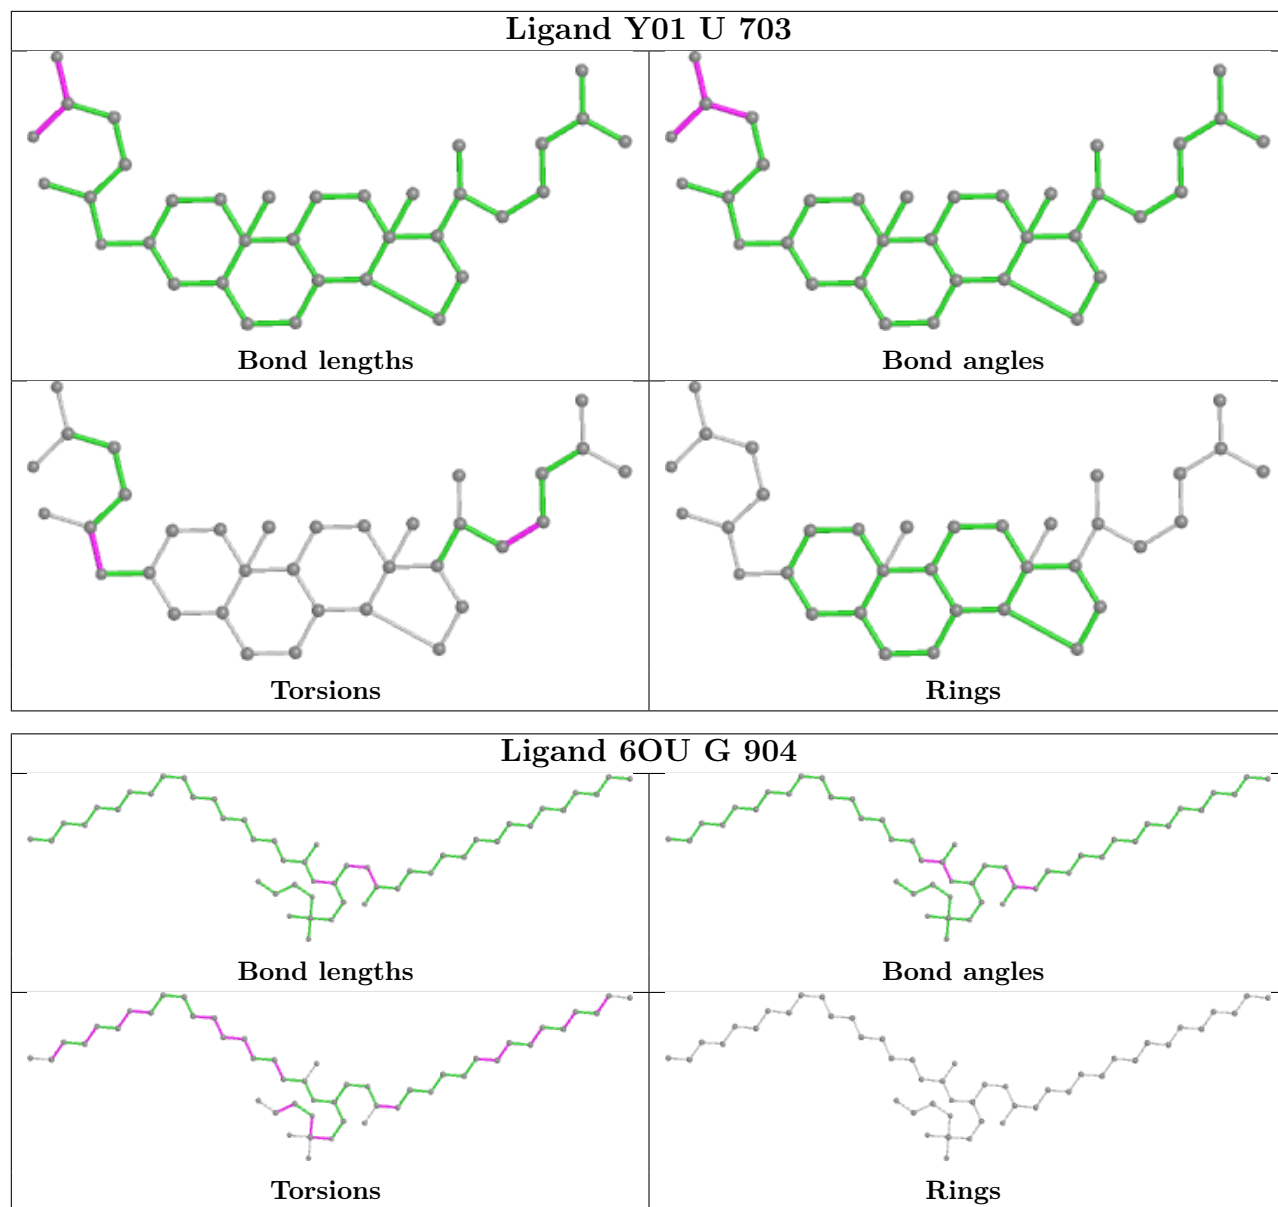 Ligand Y01 U 703
Bond lengths
Bond angles
Torsions
Rings
Ligand 6OU G 904
Bond lengths
Bond angles
Torsions
Rings